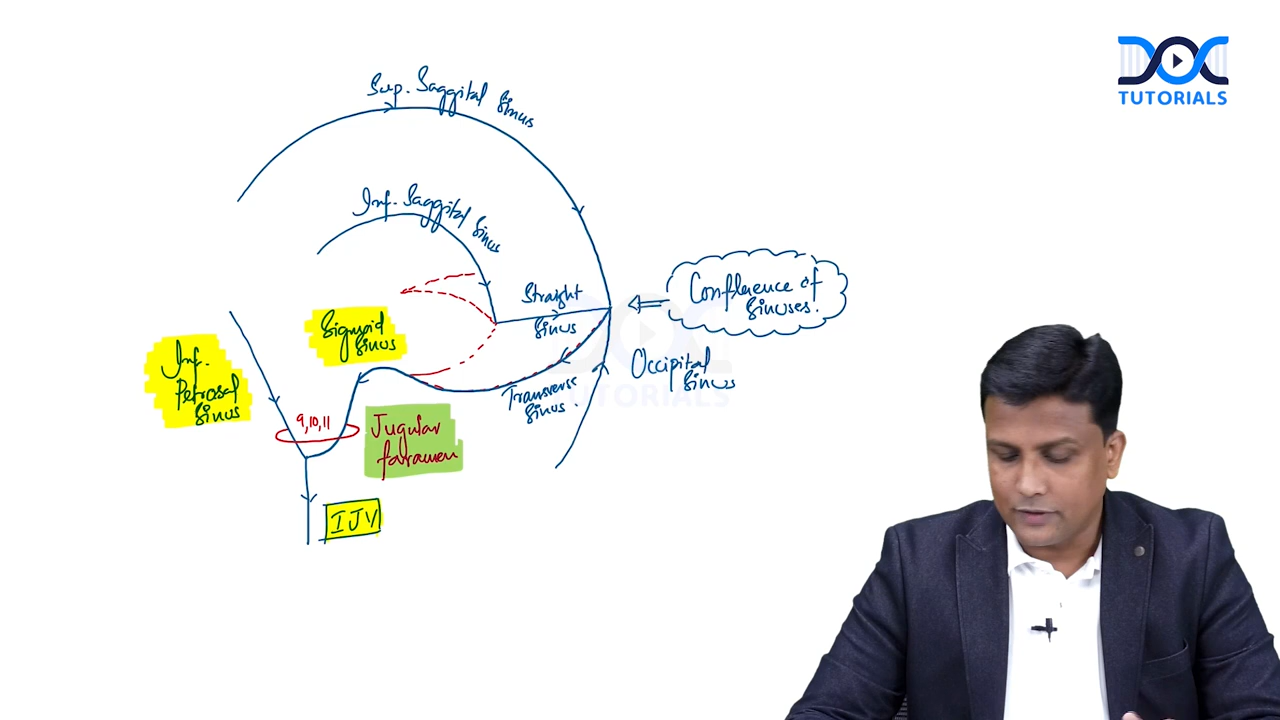 TUTORIALS
Sup. Saggital Sinus
Inf. Saggital Sinus
Straight
Sinus
Confluence of
Sinuses.
Sigmoid
Sinus
Inf.
Petrosal
Sinus
Occipital
Sinus
Transverse
Sinus.
9,10,11
Jugular
foramen
IJV
TUTORIALS